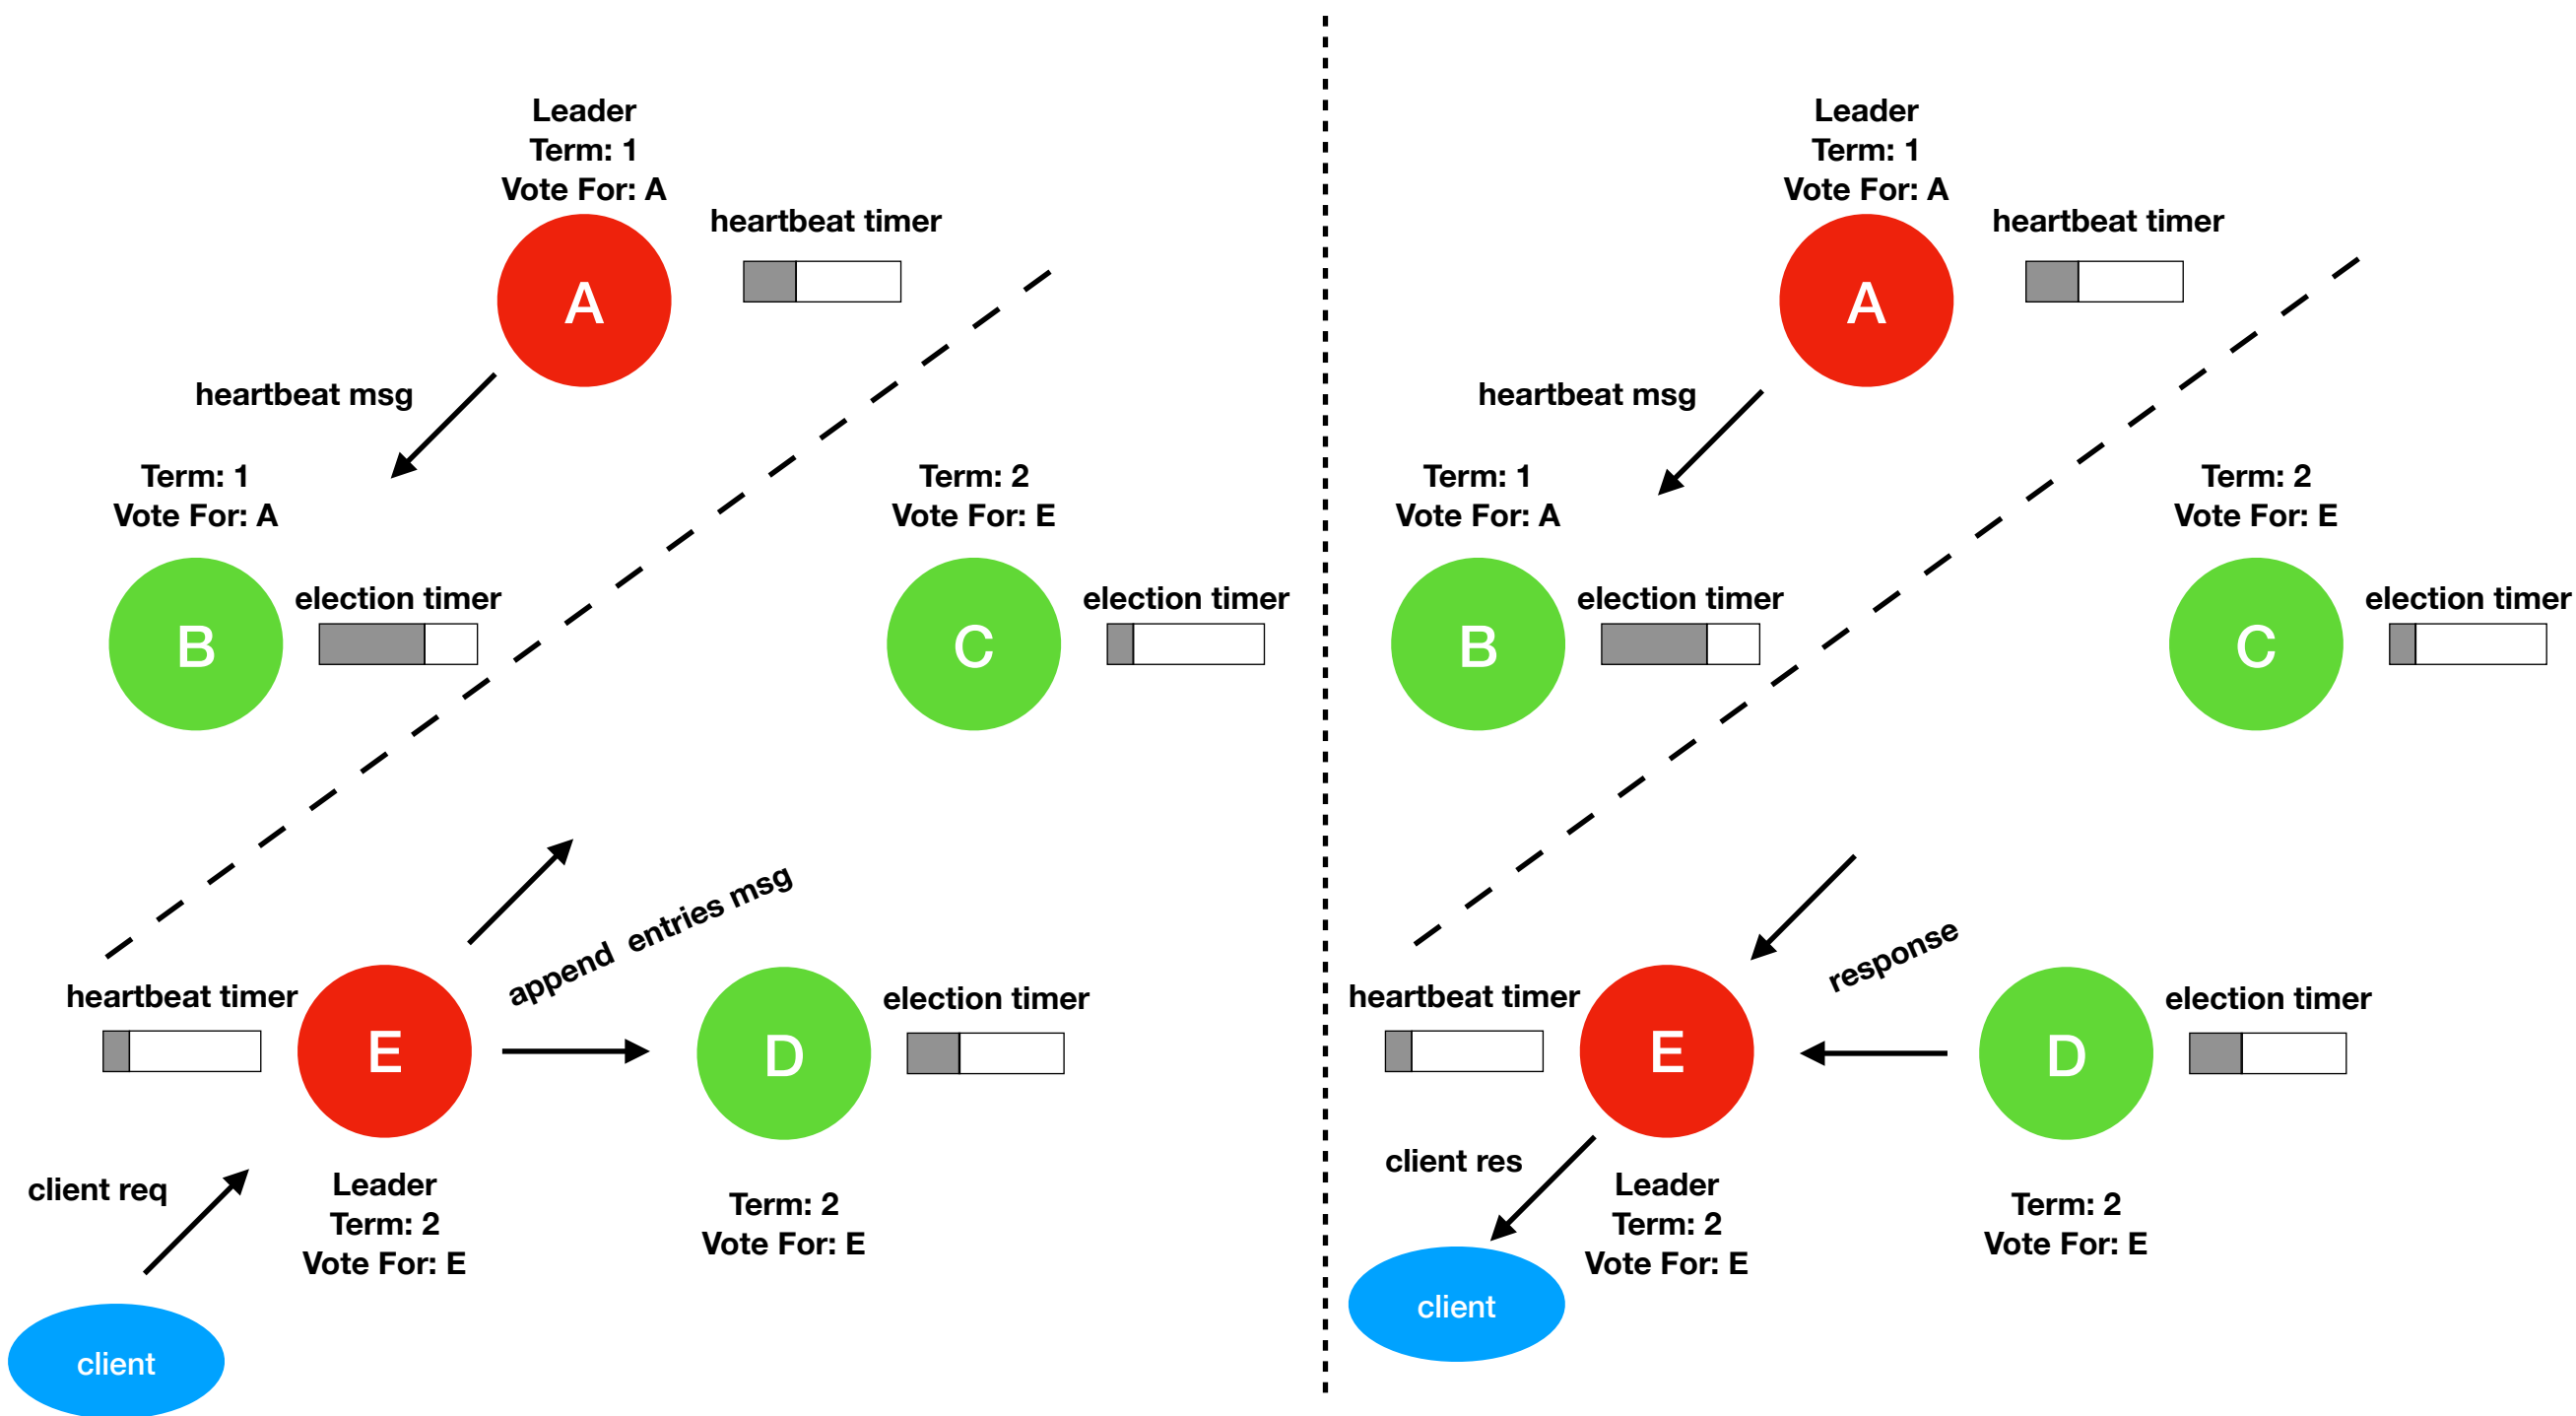 Leader
Term: 1
Vote For: A
A
heartbeat timer
heartbeat msg
Term: 1
Vote For: A
B
election timer
Term: 2
Vote For: E
C
election timer
append entries msg
heartbeat timer
E
D
election timer
client req
Leader
Term: 2
Vote For: E
Term: 2
Vote For: E
client
Leader
Term: 1
Vote For: A
A
heartbeat timer
heartbeat msg
Term: 1
Vote For: A
B
election timer
Term: 2
Vote For: E
C
election timer
response
heartbeat timer
E
D
election timer
client res
Leader
Term: 2
Vote For: E
Term: 2
Vote For: E
client